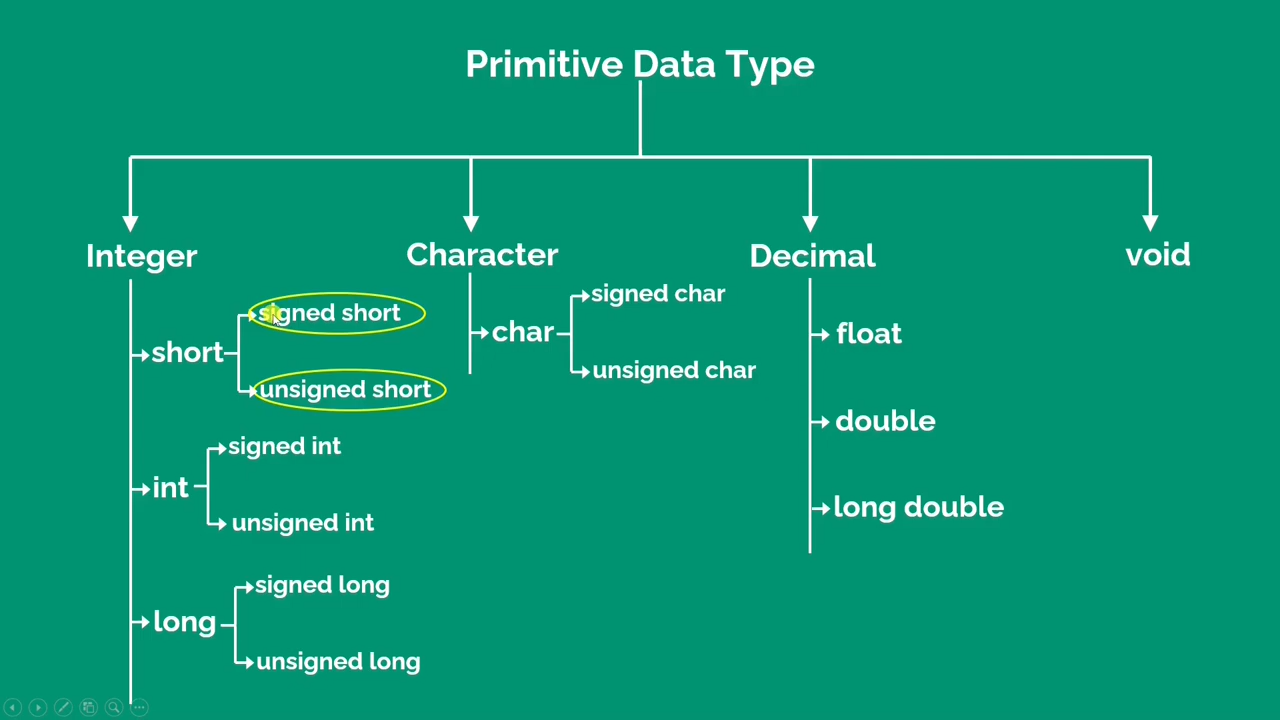 Primitive Data Type
Integer
short
signed short
unsigned short
int
signed int
unsigned int
long
signed long
unsigned long
Character
char
signed char
unsigned char
Decimal
float
double
long double
void